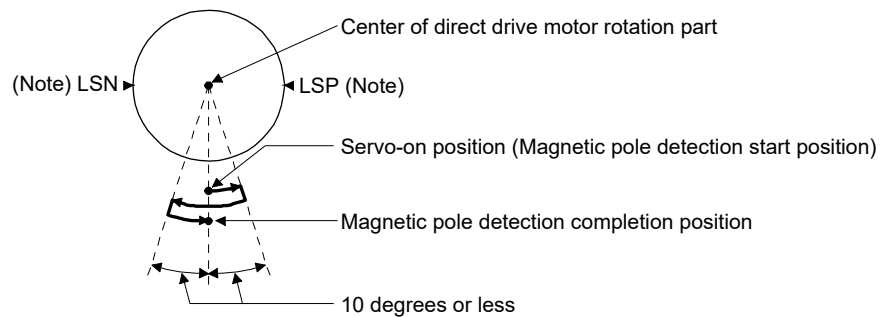 Center of direct drive motor rotation part
(Note) LSN
LSP (Note)
Servo-on position (Magnetic pole detection start position)
Magnetic pole detection completion position
10 degrees or less